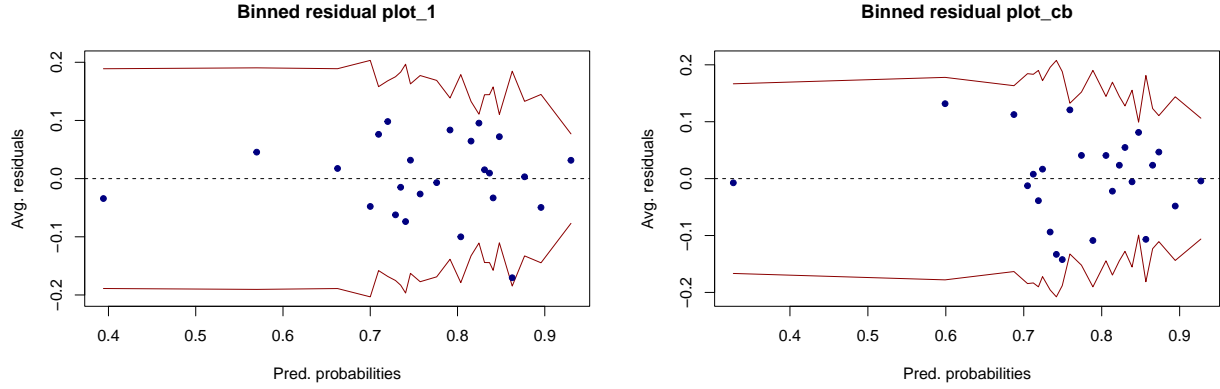 Binned residual plot_1
Avg. residuals
0.2
0.1
0.0
−0.1
−0.2
0.4 0.5 0.6 0.7 0.8 0.9
Pred. probabilities
Binned residual plot_cb
Avg. residuals
0.2
0.1
0.0
−0.1
−0.2
0.4 0.5 0.6 0.7 0.8 0.9
Pred. probabilities